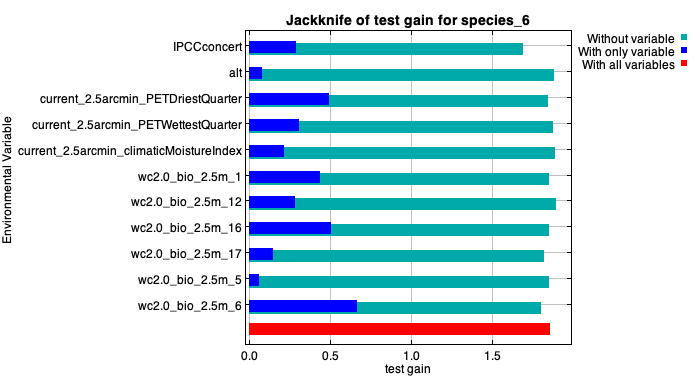 Jackknife of test gain for species_6
Without variable
With only variable
With all variables
Environmental Variable
IPCCconcert
alt
current_2.5arcmin_PETDriestQuarter
current_2.5arcmin_PETWettestQuarter
current_2.5arcmin_climaticMoistureIndex
wc2.0_bio_2.5m_1
wc2.0_bio_2.5m_12
wc2.0_bio_2.5m_16
wc2.0_bio_2.5m_17
wc2.0_bio_2.5m_5
wc2.0_bio_2.5m_6
0.0 0.5 1.0 1.5
test gain